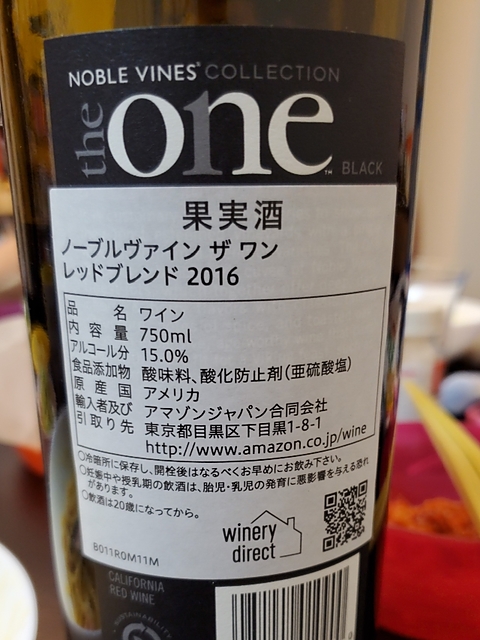 NOBLE VINES® COLLECTION
the one™ BLACK
果実酒
ノーブルヴァイン ザ ワン
レッドブレンド 2016
品名 ワイン
内容量 750ml
アルコール分 15.0%
食品添加物 酸味料、酸化防止剤(亜硫酸塩)
原産国 アメリカ
輸入者及び アマゾンジャパン合同会社
引取り先 東京都目黒区下目黒1-8-1
http://www.amazon.co.jp/wine
○冷暗所に保存し、開栓後はなるべくお早めにお飲み下さい。
○妊娠中や授乳期の飲酒は、胎児・乳児の発育に悪影響を与える恐れ
があります。
○飲酒は20歳になってから。
winery
direct
B011R0M11M
CALIFORNIA
RED WINE
SUSTAINABILITY